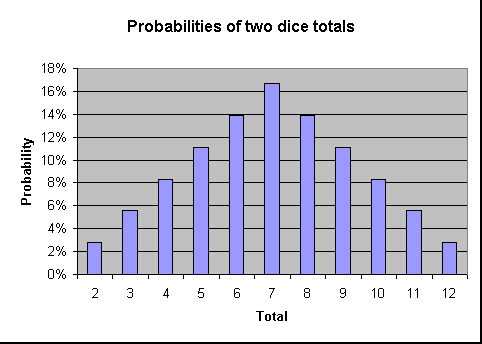 Probabilities of two dice totals
18%
16%
14%
12%
10%
8%
6%
4%
2%
0%
Probability
2 3 4 5 6 7 8 9 10 11 12
Total